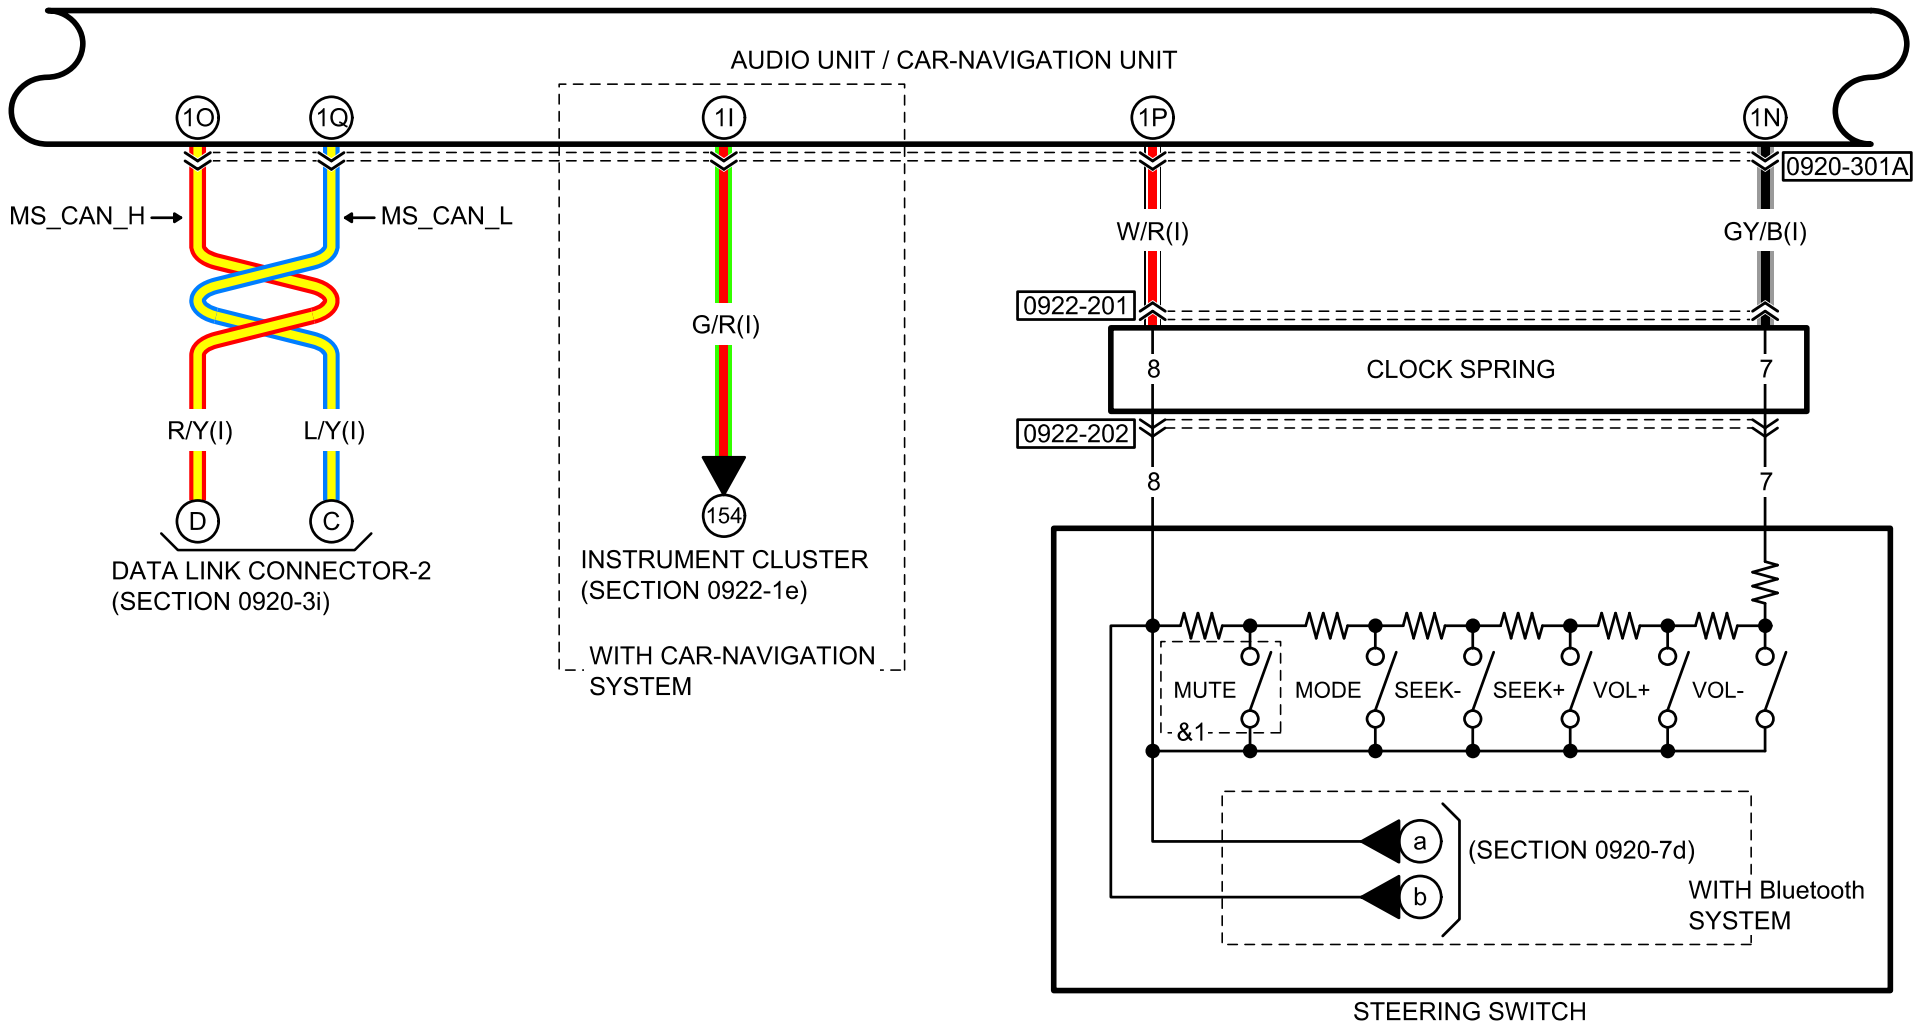 AUDIO UNIT / CAR-NAVIGATION UNIT
1O
1Q
1I
1P
1N
0920-301A
MS_CAN_H
MS_CAN_L
W/R(I)
GY/B(I)
0922-201
G/R(I)
8
CLOCK SPRING
7
R/Y(I)
L/Y(I)
0922-202
8
7
D
C
154
DATA LINK CONNECTOR-2
(SECTION 0920-3i)
INSTRUMENT CLUSTER
(SECTION 0922-1e)
WITH CAR-NAVIGATION
SYSTEM
MUTE
MODE
SEEK-
SEEK+
VOL+
VOL-
&1
a
b
(SECTION 0920-7d)
WITH Bluetooth
SYSTEM
STEERING SWITCH